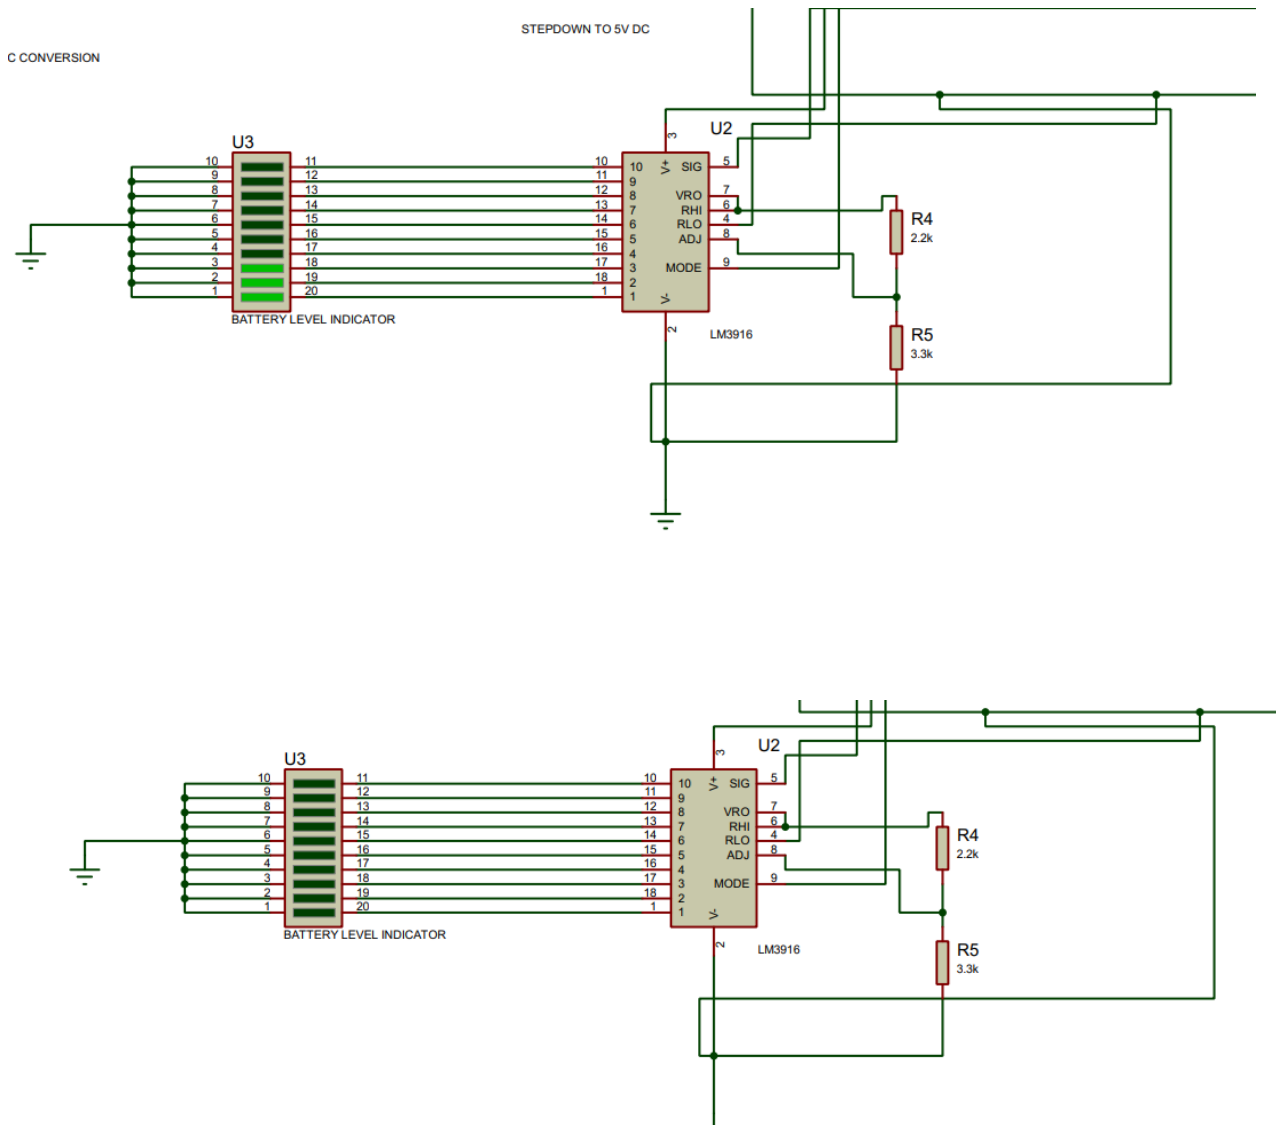 STEPDOWN TO 5V DC
C CONVERSION
U3
10 11
9 12
8 13
7 14
6 15
5 16
4 17
3 18
2 19
1 20
BATTERY LEVEL INDICATOR
U2
3
V+
10 10 SIG 5
11 9
12 8 VRO 7
13 7 RHI 6
14 6 RLO 4
15 5 ADJ 8
16 4
17 3 MODE 9
18 2
1 1
V-
2
LM3916
R4
2.2k
R5
3.3k
U3
10 11
9 12
8 13
7 14
6 15
5 16
4 17
3 18
2 19
1 20
BATTERY LEVEL INDICATOR
U2
3
V+
10 10 SIG 5
11 9
12 8 VRO 7
13 7 RHI 6
14 6 RLO 4
15 5 ADJ 8
16 4
17 3 MODE 9
18 2
1 1
V-
2
LM3916
R4
2.2k
R5
3.3k